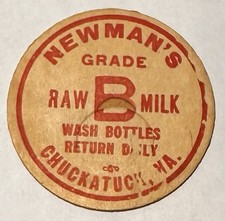 NEWMAN'S
GRADE
RAW B MILK
WASH BOTTLES
RETURN DAILY
CHUCKATUCK, VA.